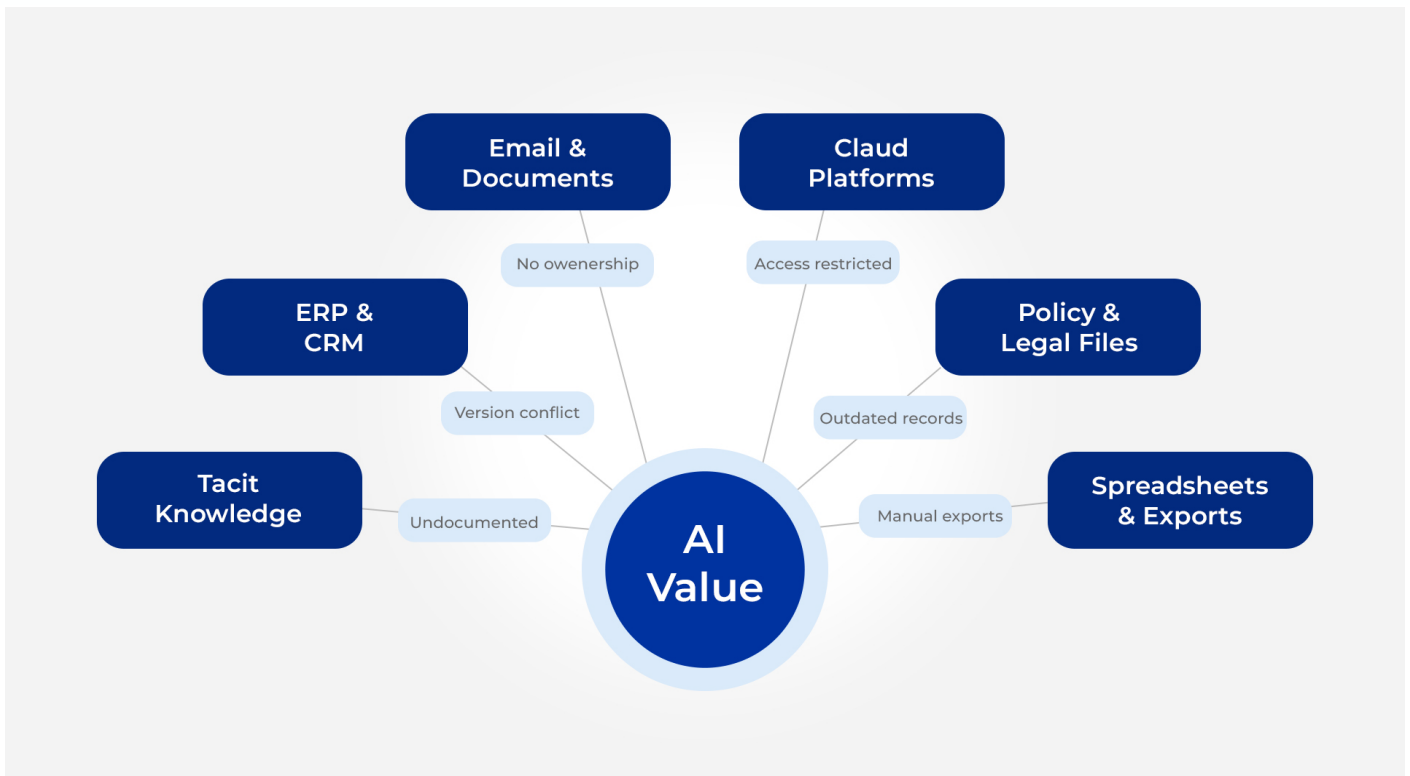 Email &
Documents
Claud
Platforms
No owenership
Access restricted
ERP &
CRM
Policy &
Legal Files
Version conflict
Outdated records
Tacit
Knowledge
Spreadsheets
& Exports
Undocumented
Manual exports
AI
Value